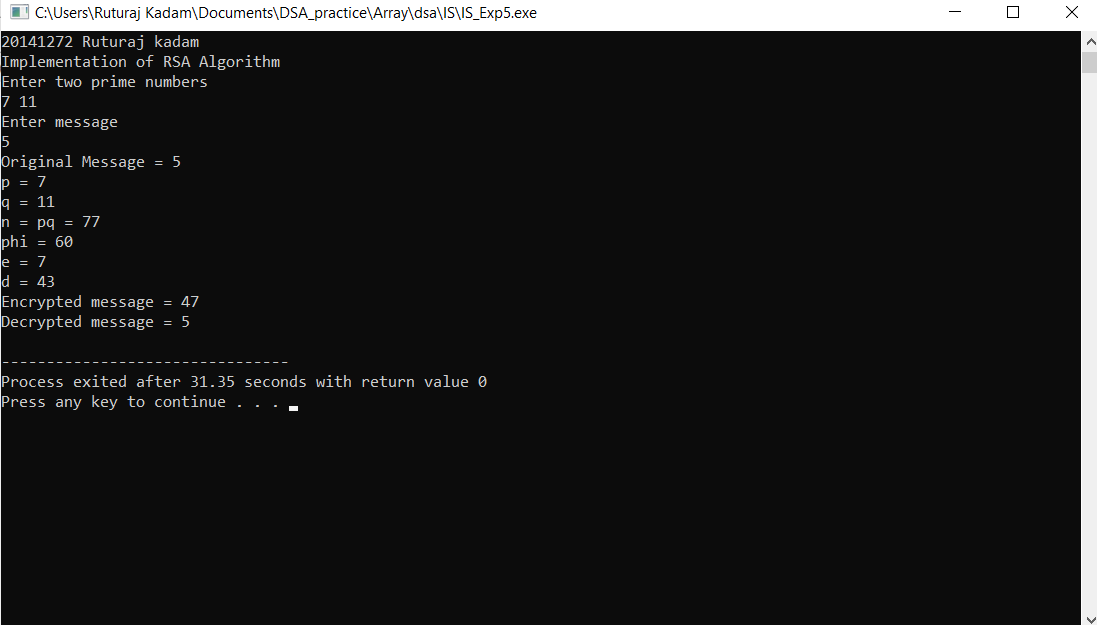 C:\Users\Ruturaj Kadam\Documents\DSA_practice\Array\dsa\IS\IS_Exp5.exe
20141272 Ruturaj kadam
Implementation of RSA Algorithm
Enter two prime numbers
7 11
Enter message
5
Original Message = 5
p = 7
q = 11
n = pq = 77
phi = 60
e = 7
d = 43
Encrypted message = 47
Decrypted message = 5
--------------------------------
Process exited after 31.35 seconds with return value 0
Press any key to continue . . .